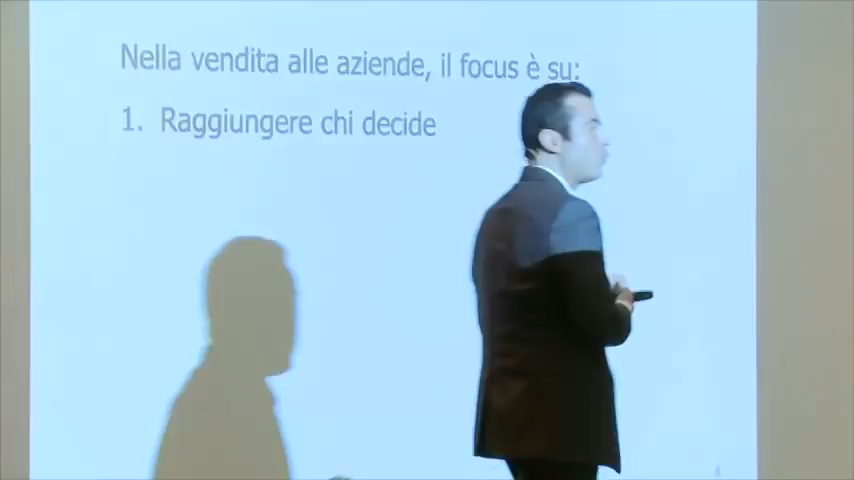 Nella vendita alle aziende, il focus è su:
1. Raggiungere chi decide